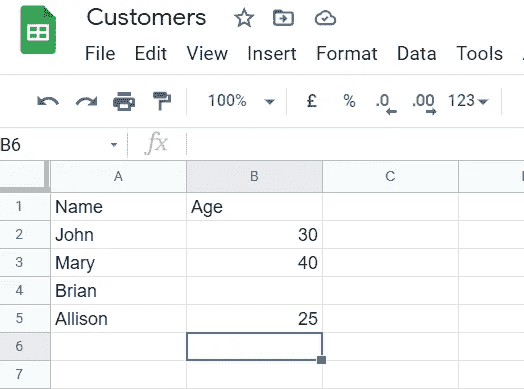 Customers
File Edit View Insert Format Data Tools
100% £ % .0 .00 123
B6 fx
A B C
1 Name Age
2 John 30
3 Mary 40
4 Brian
5 Allison 25
6
7